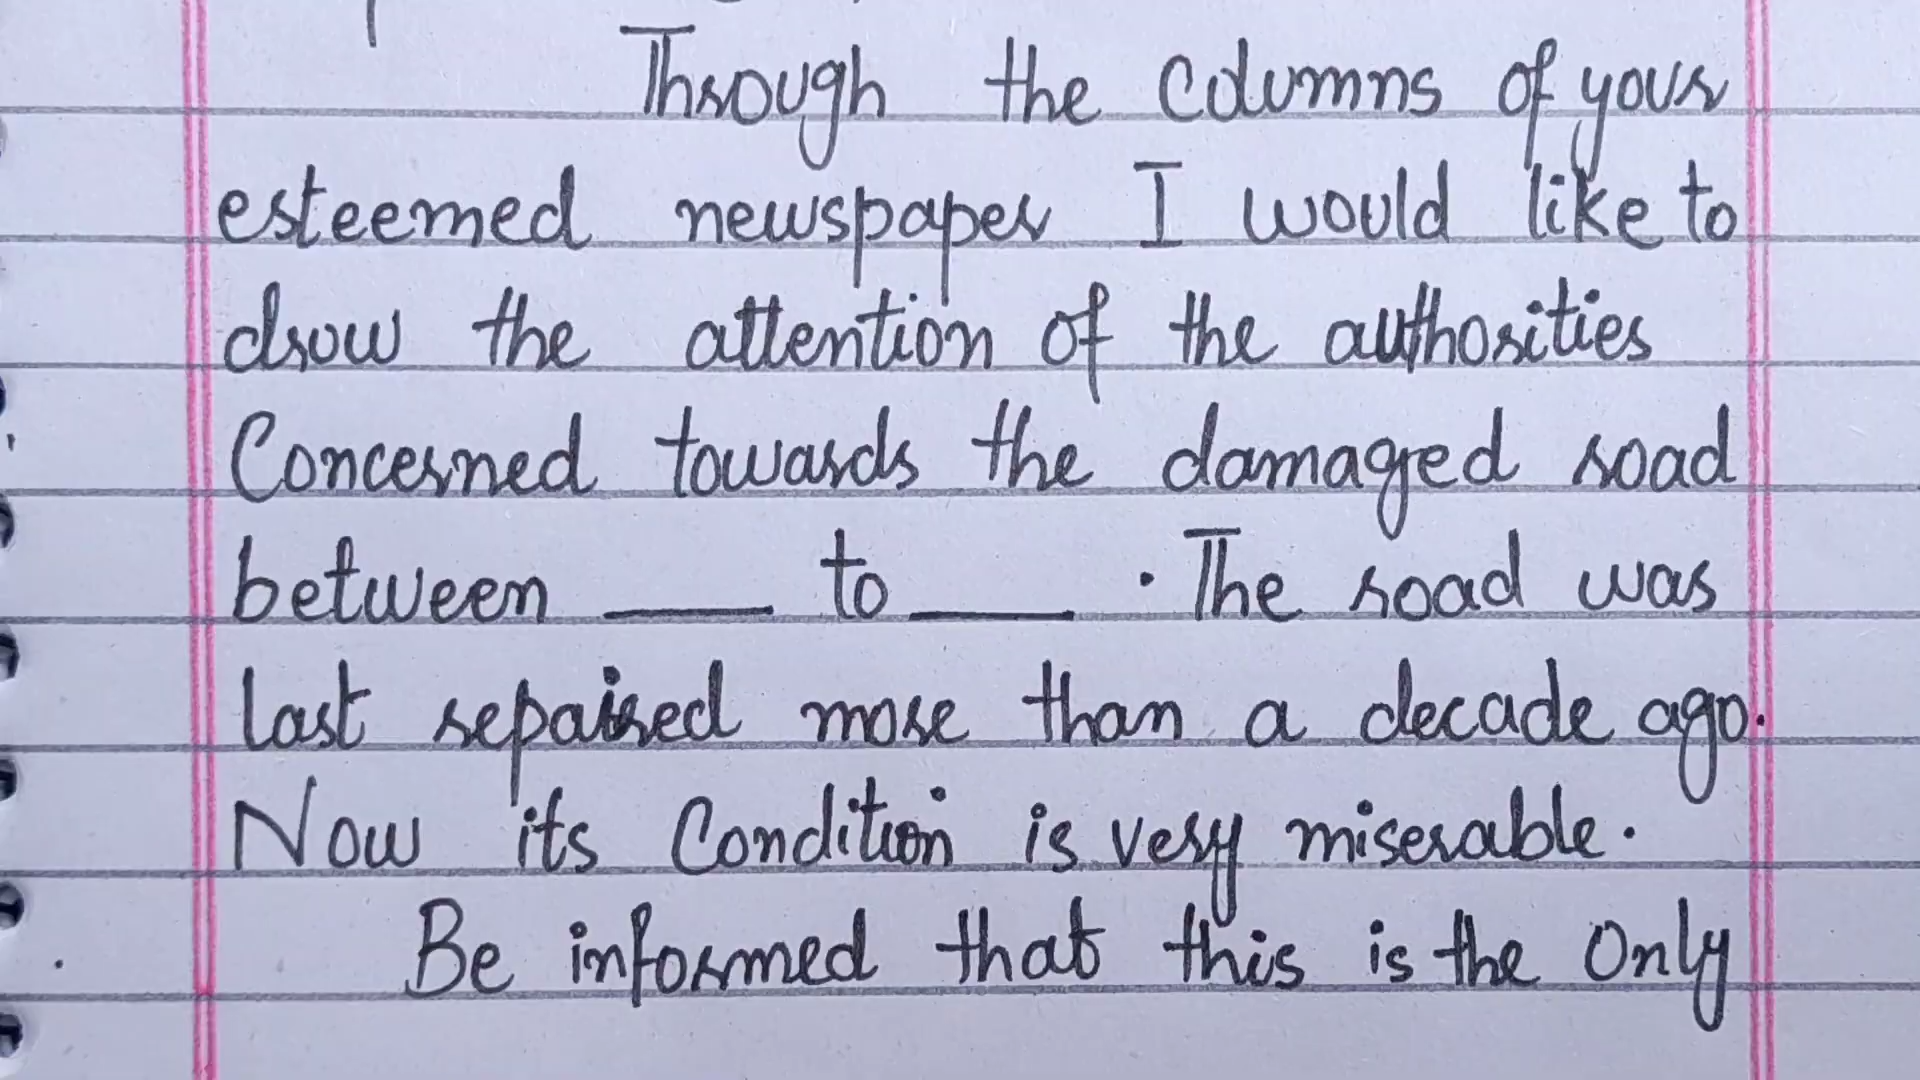 Through the Columns of your
esteemed newspaper I would like to
drow the attention of the authorities
Concerned towards the damaged road
between ____ to ____ . The road was
last repaired more than a decade ago.
Now its Condition is very miserable.
Be informed that this is the Only